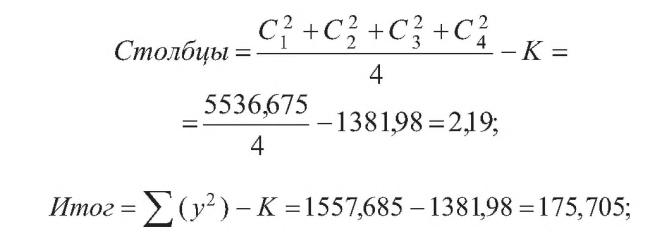 Столбцы = (C₁² + C₂² + C₃² + C₄²)/4 − K =
= 5536,675/4 − 1381,98 = 2,19;
Итог = ∑(y²) − K = 1557,685 − 1381,98 = 175,705;